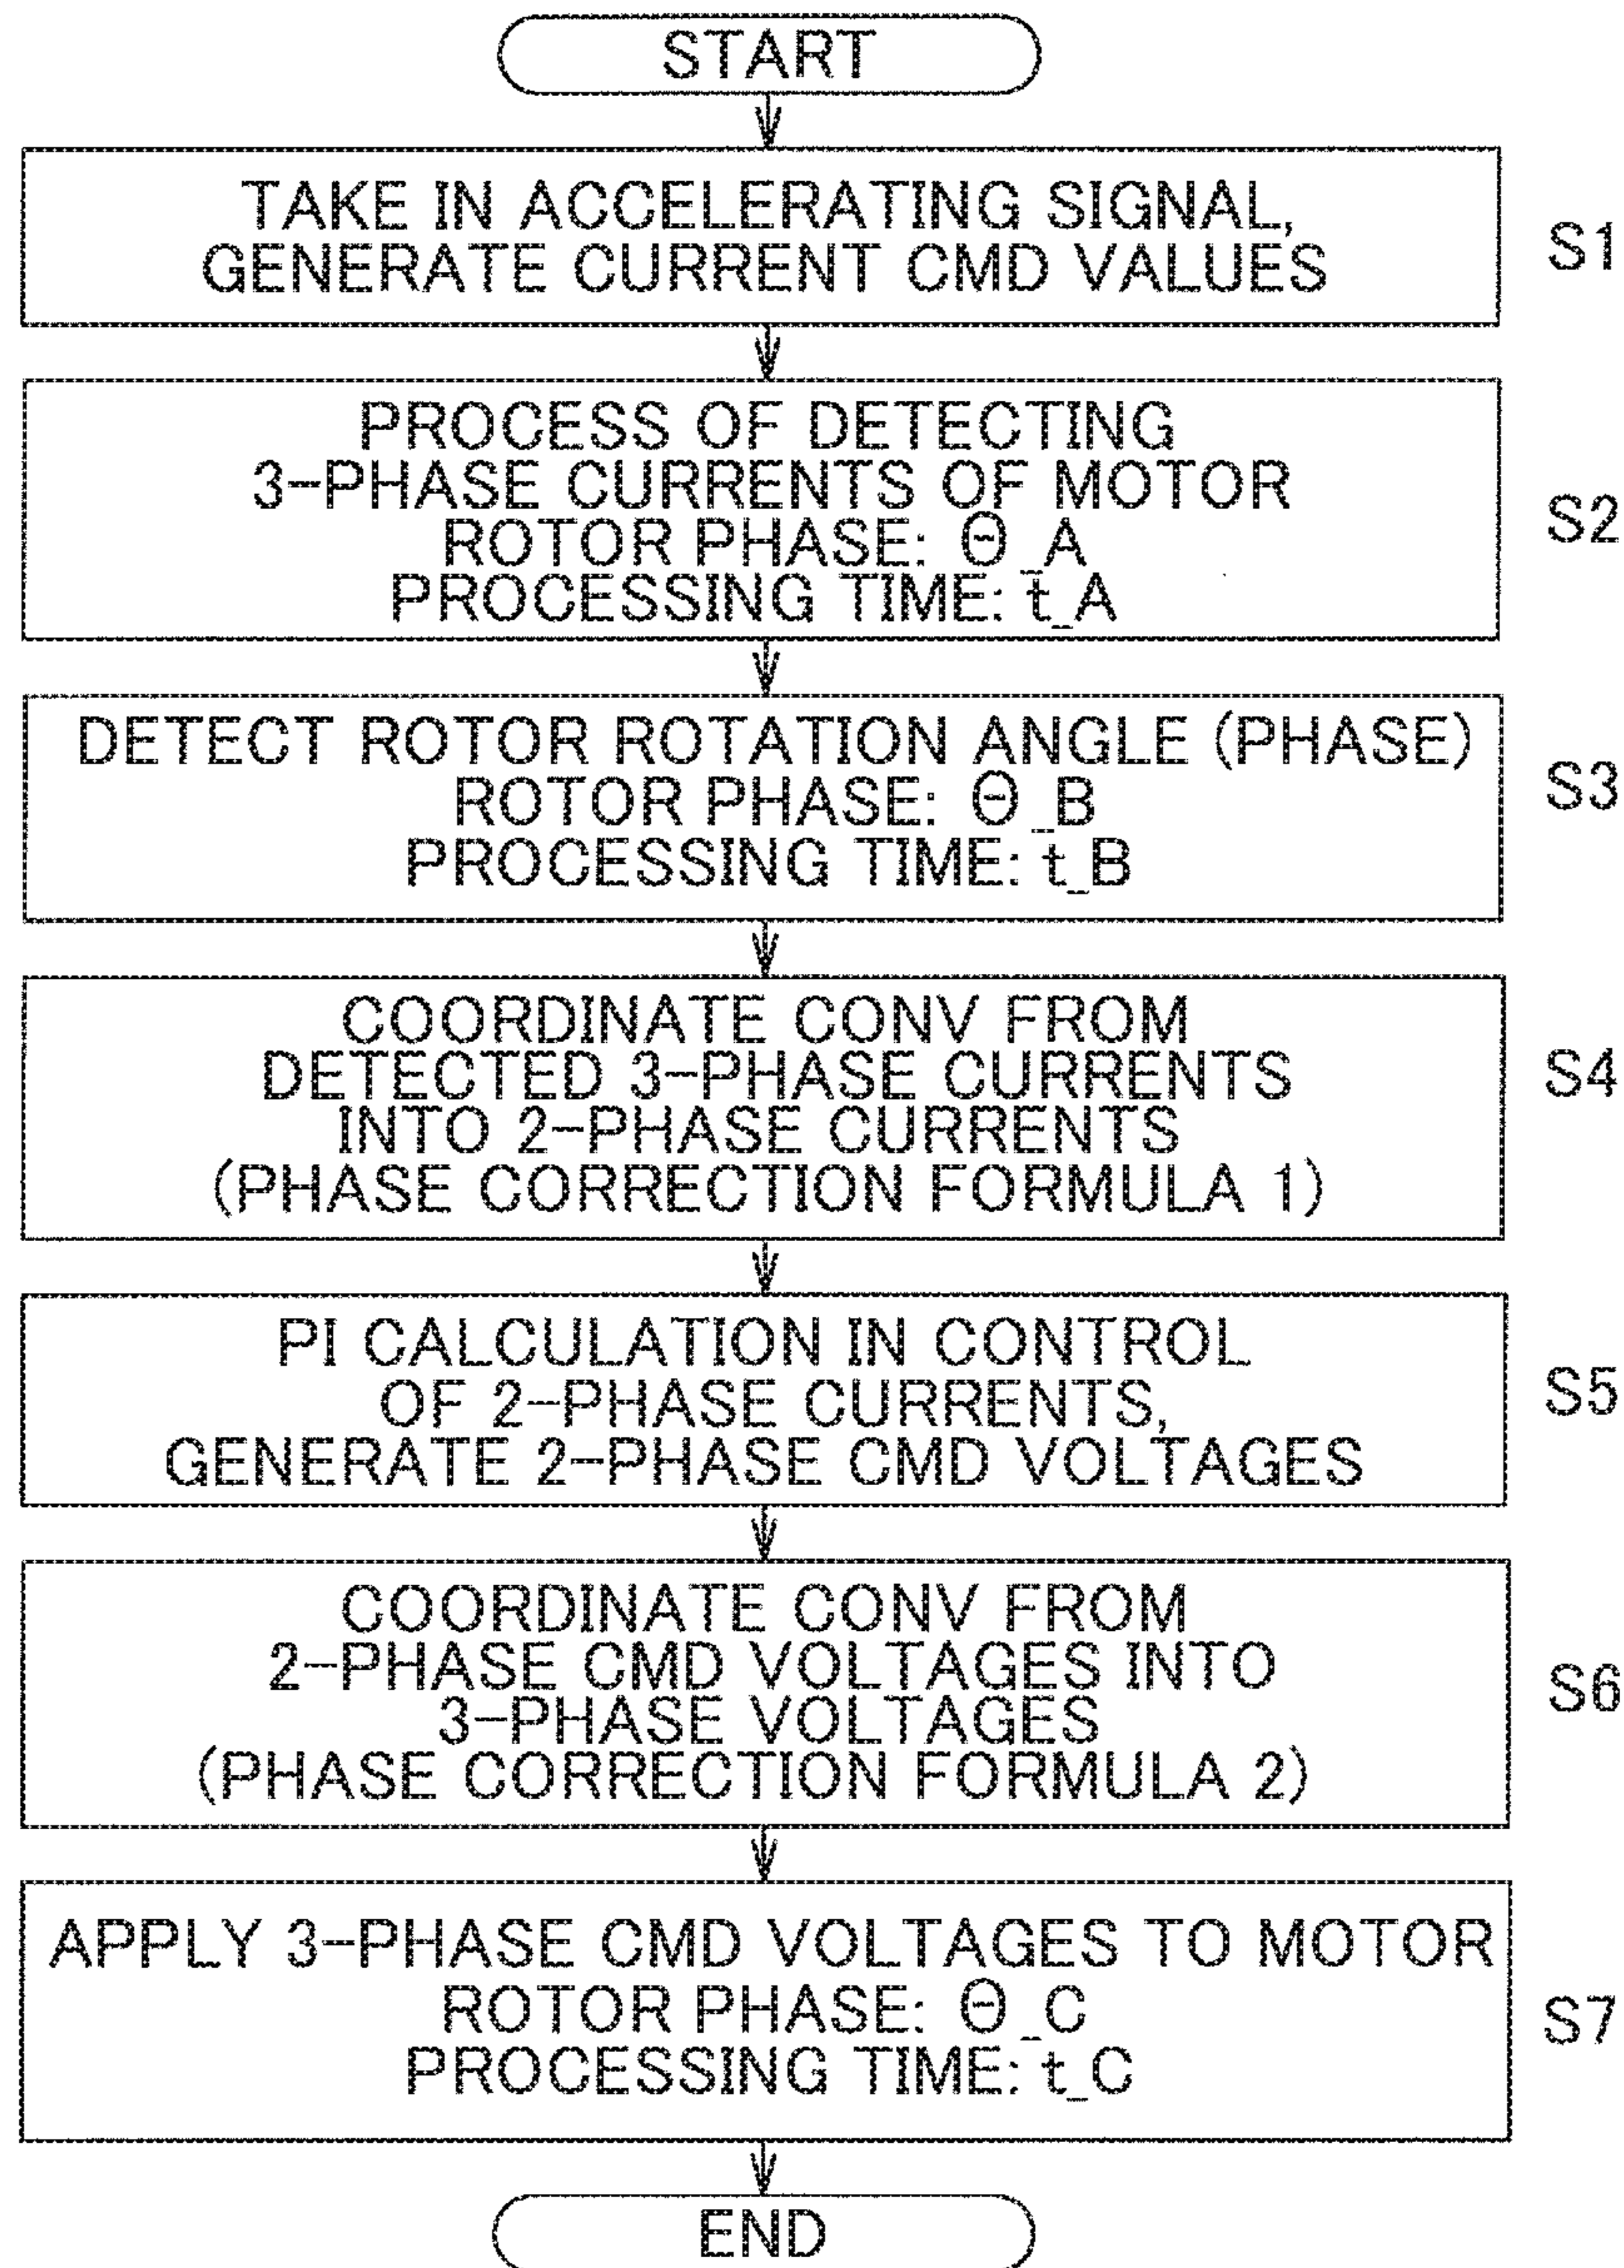 START
TAKE IN ACCELERATING SIGNAL,
GENERATE CURRENT CMD VALUES
S1
PROCESS OF DETECTING
3-PHASE CURRENTS OF MOTOR
ROTOR PHASE: Θ_A
PROCESSING TIME: t_A
S2
DETECT ROTOR ROTATION ANGLE (PHASE)
ROTOR PHASE: Θ_B
PROCESSING TIME: t_B
S3
COORDINATE CONV FROM
DETECTED 3-PHASE CURRENTS
INTO 2-PHASE CURRENTS
(PHASE CORRECTION FORMULA 1)
S4
PI CALCULATION IN CONTROL
OF 2-PHASE CURRENTS,
GENERATE 2-PHASE CMD VOLTAGES
S5
COORDINATE CONV FROM
2-PHASE CMD VOLTAGES INTO
3-PHASE VOLTAGES
(PHASE CORRECTION FORMULA 2)
S6
APPLY 3-PHASE CMD VOLTAGES TO MOTOR
ROTOR PHASE: Θ_C
PROCESSING TIME: t_C
S7
END